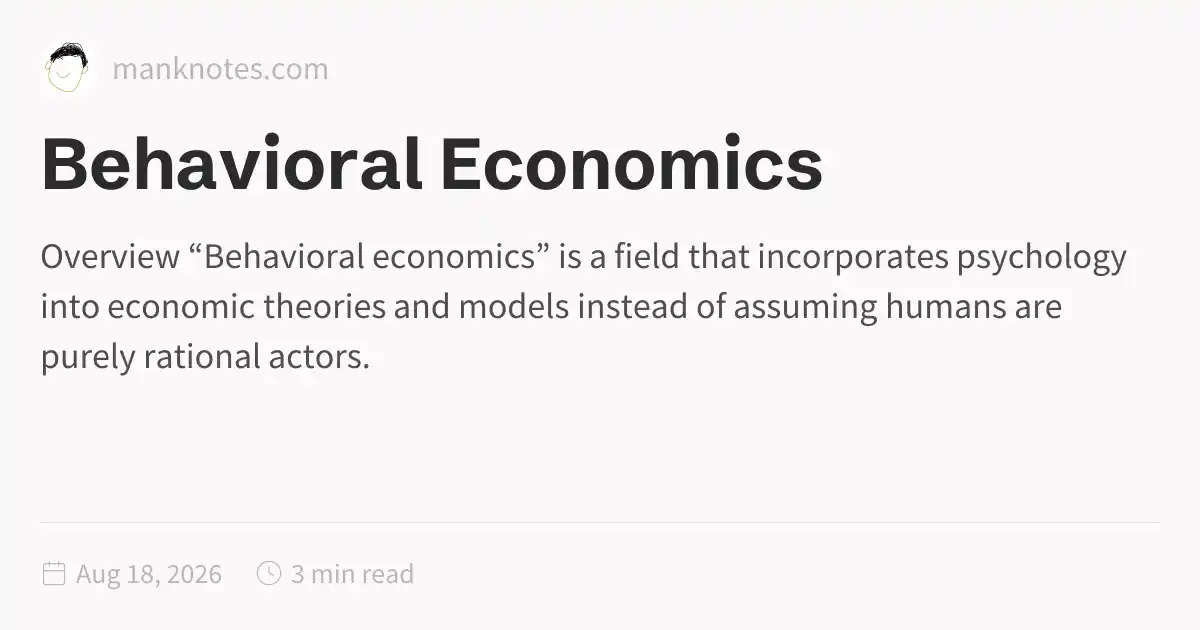 manknotes.com
Behavioral Economics
Overview “Behavioral economics” is a field that incorporates psychology
into economic theories and models instead of assuming humans are
purely rational actors.
Aug 18, 2026 3 min read